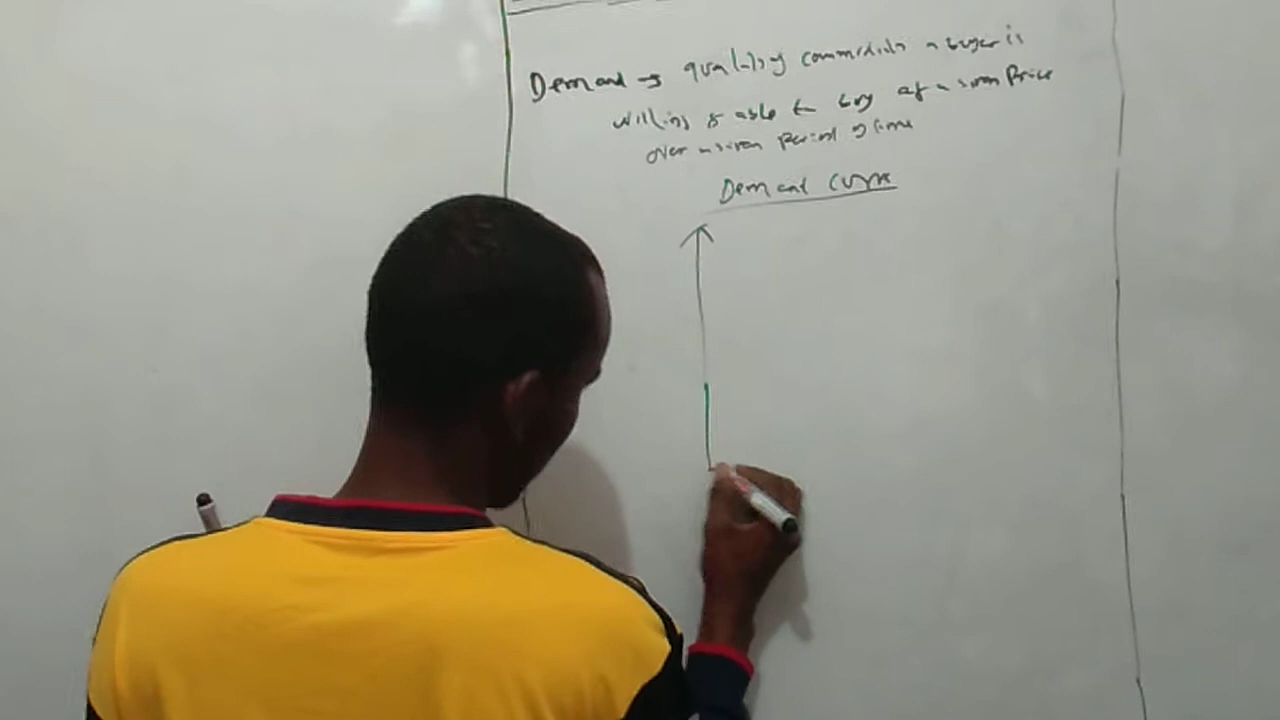 Demand → quantity of commodity a buyer is
willing & able to buy at a given Price
over a given period of time
Demand curve